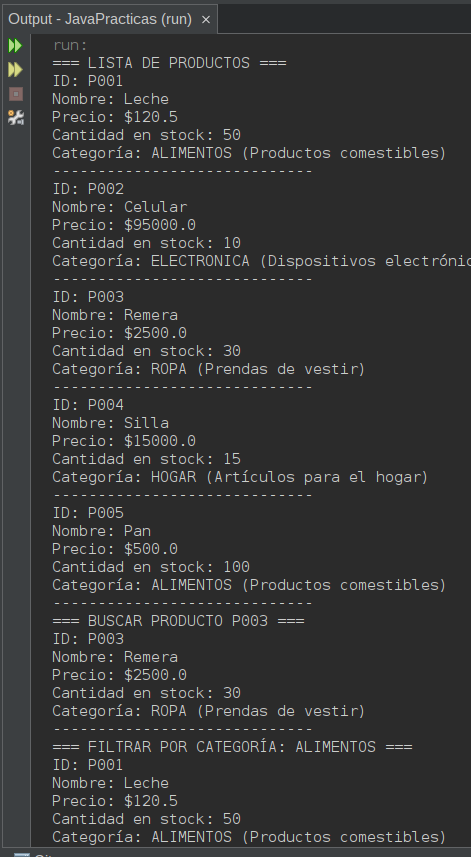 Output - JavaPracticas (run) ×
run:
=== LISTA DE PRODUCTOS ===
ID: P001
Nombre: Leche
Precio: $120.5
Cantidad en stock: 50
Categoría: ALIMENTOS (Productos comestibles)
-----------------------------
ID: P002
Nombre: Celular
Precio: $95000.0
Cantidad en stock: 10
Categoría: ELECTRONICA (Dispositivos electrónic
-----------------------------
ID: P003
Nombre: Remera
Precio: $2500.0
Cantidad en stock: 30
Categoría: ROPA (Prendas de vestir)
-----------------------------
ID: P004
Nombre: Silla
Precio: $15000.0
Cantidad en stock: 15
Categoría: HOGAR (Artículos para el hogar)
-----------------------------
ID: P005
Nombre: Pan
Precio: $500.0
Cantidad en stock: 100
Categoría: ALIMENTOS (Productos comestibles)
-----------------------------
=== BUSCAR PRODUCTO P003 ===
ID: P003
Nombre: Remera
Precio: $2500.0
Cantidad en stock: 30
Categoría: ROPA (Prendas de vestir)
-----------------------------
=== FILTRAR POR CATEGORÍA: ALIMENTOS ===
ID: P001
Nombre: Leche
Precio: $120.5
Cantidad en stock: 50
Categoría: ALIMENTOS (Productos comestibles)